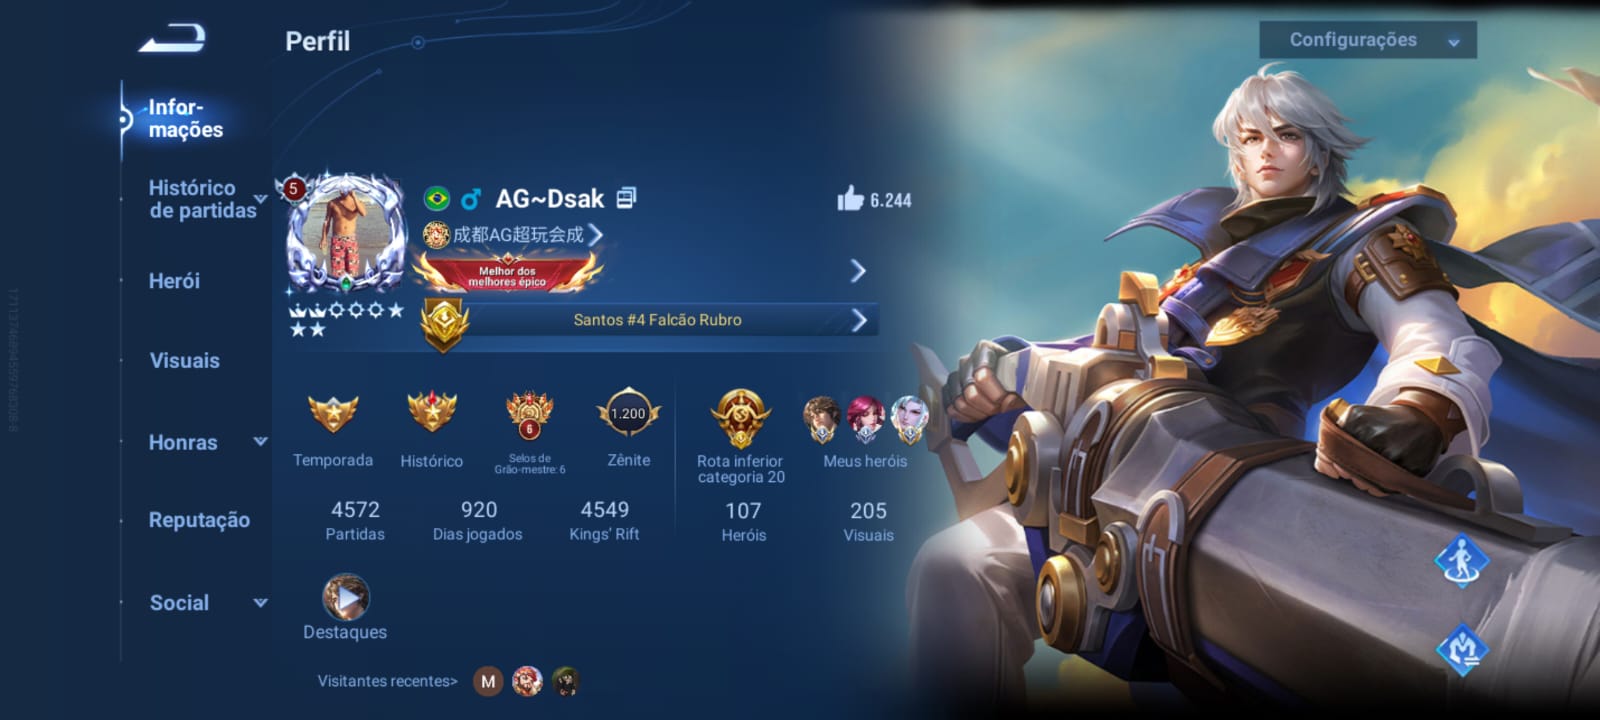 Perfil
Configurações
Infor-
mações
Histórico
de partidas
Herói
Visuais
Honras
Reputação
Social
5
AG~Dsak
6.244
成都AG超玩会成
Melhor dos
melhores épico
Santos #4 Falcão Rubro
Temporada
Histórico
6
Selos de
Grão-mestre: 6
1.200
Zênite
Rota inferior
categoria 20
Meus heróis
4572
Partidas
920
Dias jogados
4549
Kings' Rift
107
Heróis
205
Visuais
Destaques
Visitantes recentes>
M